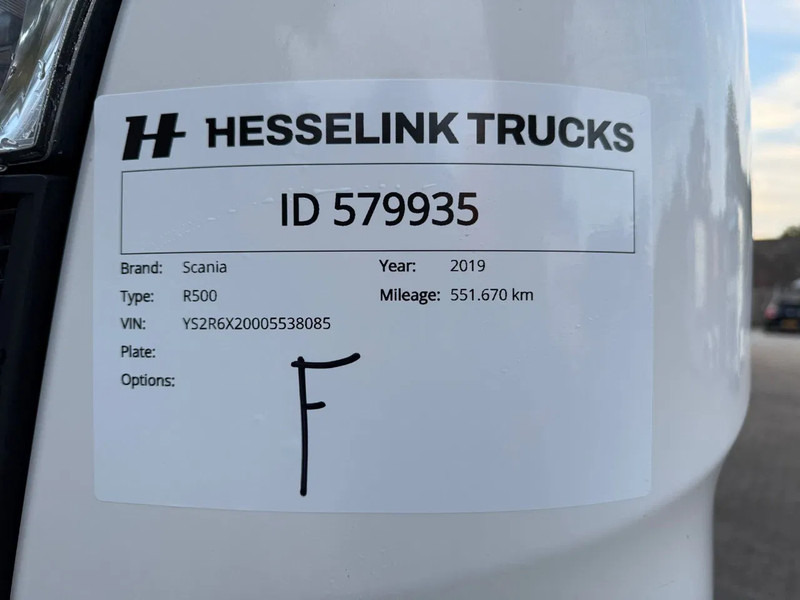 H HESSELINK TRUCKS
ID 579935
Brand: Scania Year: 2019
Type: R500 Mileage: 551.670 km
VIN: YS2R6X20005538085
Plate:
Options:
F